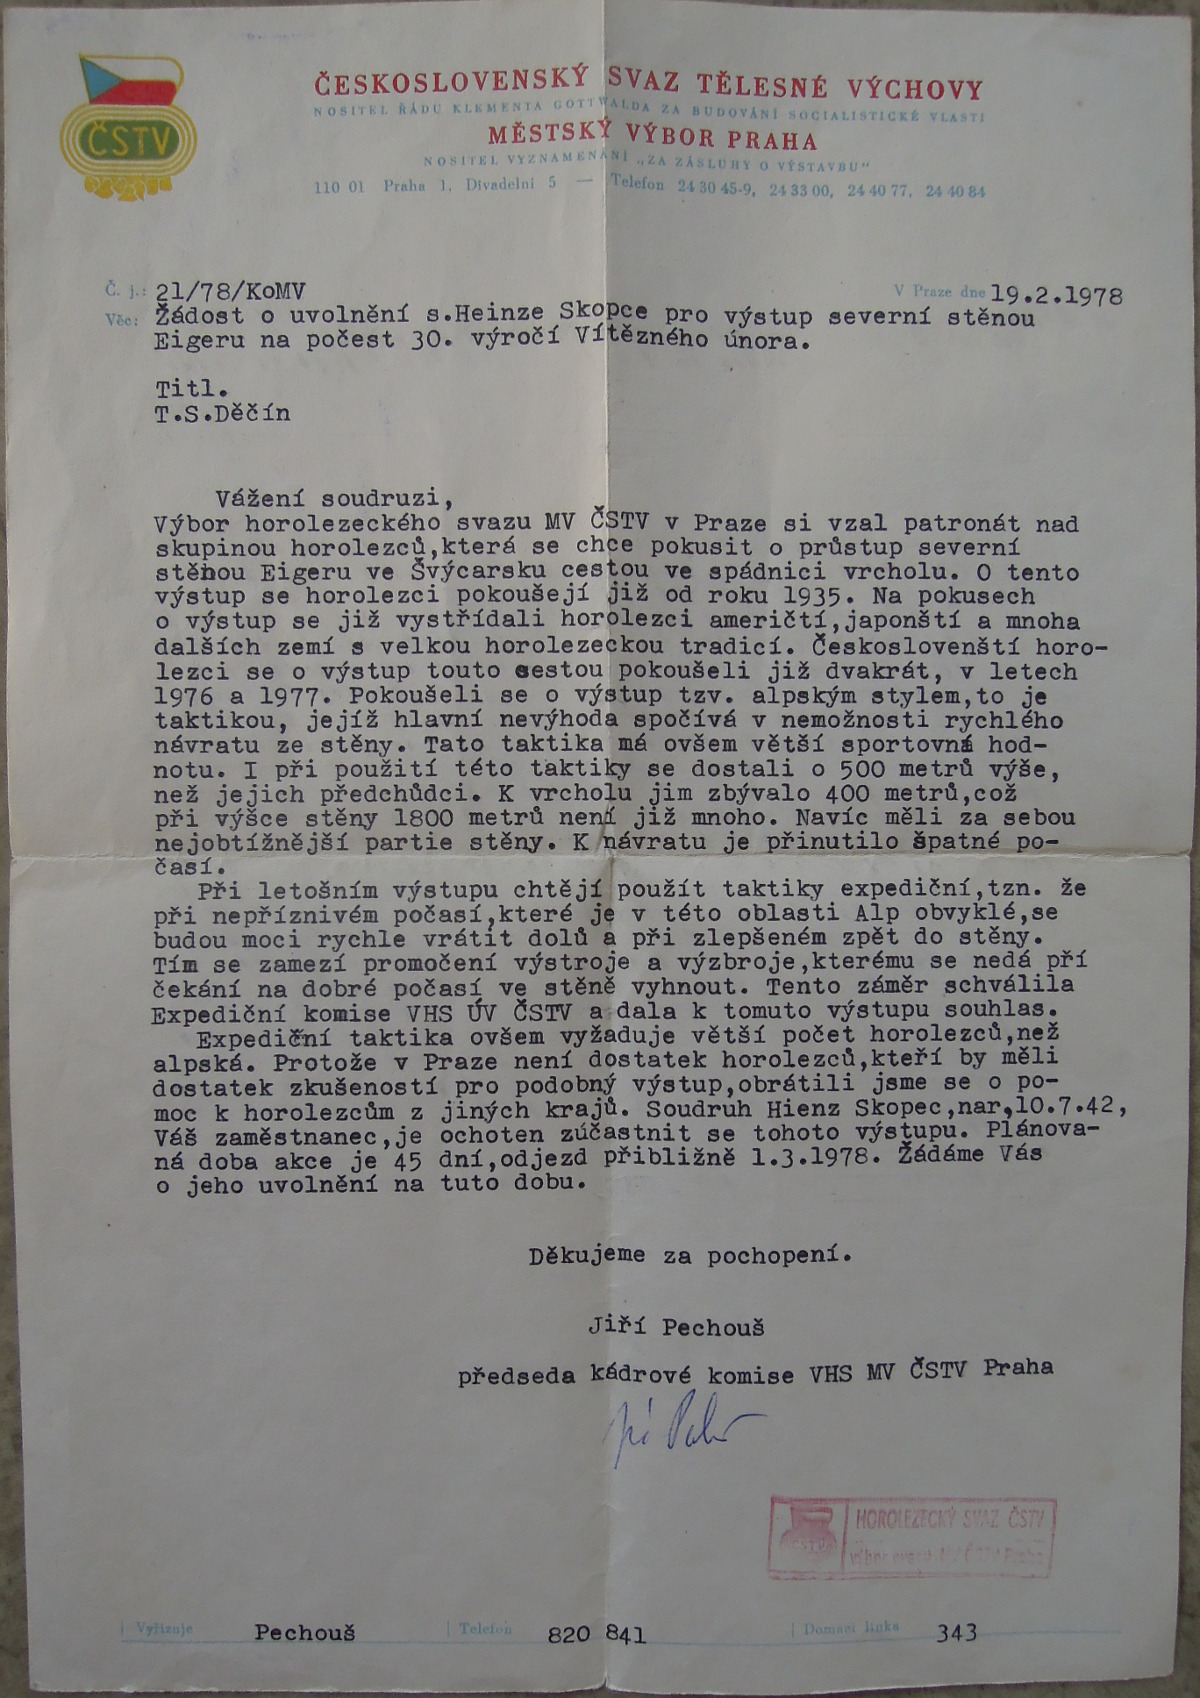 ČSTV
ČESKOSLOVENSKÝ SVAZ TĚLESNÉ VÝCHOVY
NOSITEL ŘÁDU KLEMENTA GOTTWALDA ZA BUDOVÁNÍ SOCIALISTICKÉ VLASTI
MĚSTSKÝ VÝBOR PRAHA
NOSITEL VYZNAMENÁNÍ „ZA ZÁSLUHY O VÝSTAVBU“
110 01 Praha 1, Divadelní 5 — Telefon 24 30 45-9, 24 33 00, 24 40 77, 24 40 84
Č. j.: 21/78/KoMV V Praze dne 19.2.1978
Věc: Žádost o uvolnění s.Heinze Skopce pro výstup severní stěnou
Eigeru na počest 30. výročí Vítězného února.
Titl.
T.S.Děčín
Vážení soudruzi,
Výbor horolezeckého svazu MV ČSTV v Praze si vzal patronát nad
skupinou horolezců,která se chce pokusit o průstup severní
stěnou Eigeru ve Švýcarsku cestou ve spádnici vrcholu. O tento
výstup se horolezci pokoušejí již od roku 1935. Na pokusech
o výstup se již vystřídali horolezci američtí,japonští a mnoha
dalších zemí s velkou horolezeckou tradicí. Českoslovenští horo-
lezci se o výstup touto cestou pokoušeli již dvakrát, v letech
1976 a 1977. Pokoušeli se o výstup tzv. alpským stylem,to je
taktikou, jejíž hlavní nevýhoda spočívá v nemožnosti rychlého
návratu ze stěny. Tato taktika má ovšem větší sportovná hod-
notu. I při použití této taktiky se dostali o 500 metrů výše,
než jejich předchůdci. K vrcholu jim zbývalo 400 metrů,což
při výšce stěny 1800 metrů není již mnoho. Navíc měli za sebou
nejobtížnější partie stěny. K návratu je přinutilo špatné po-
časí.
Při letošním výstupu chtějí použít taktiky expediční,tzn. že
při nepříznivém počasí,které je v této oblasti Alp obvyklé,se
budou moci rychle vrátit dolů a při zlepšeném zpět do stěny.
Tím se zamezí promočení výstroje a výzbroje,kterému se nedá pří
čekání na dobré počasí ve stěně vyhnout. Tento záměr schválila
Expediční komise VHS ÚV ČSTV a dala k tomuto výstupu souhlas.
Expediční taktika ovšem vyžaduje větší počet horolezců,než
alpská. Protože v Praze není dostatek horolezců,kteří by měli
dostatek zkušeností pro podobný výstup,obrátili jsme se o po-
moc k horolezcům z jiných krajů. Soudruh Hienz Skopec,nar,10.7.42,
Váš zaměstnanec,je ochoten zúčastnit se tohoto výstupu. Plánova-
ná doba akce je 45 dní,odjezd přibližně 1.3.1978. Žádáme Vás
o jeho uvolnění na tuto dobu.
Děkujeme za pochopení.
Jiří Pechouš
předseda kádrové komise VHS MV ČSTV Praha
HOROLEZECKÝ SVAZ ČSTV
Praha
Vyřizuje Pechouš Telefon 820 841 Domácí linka 343